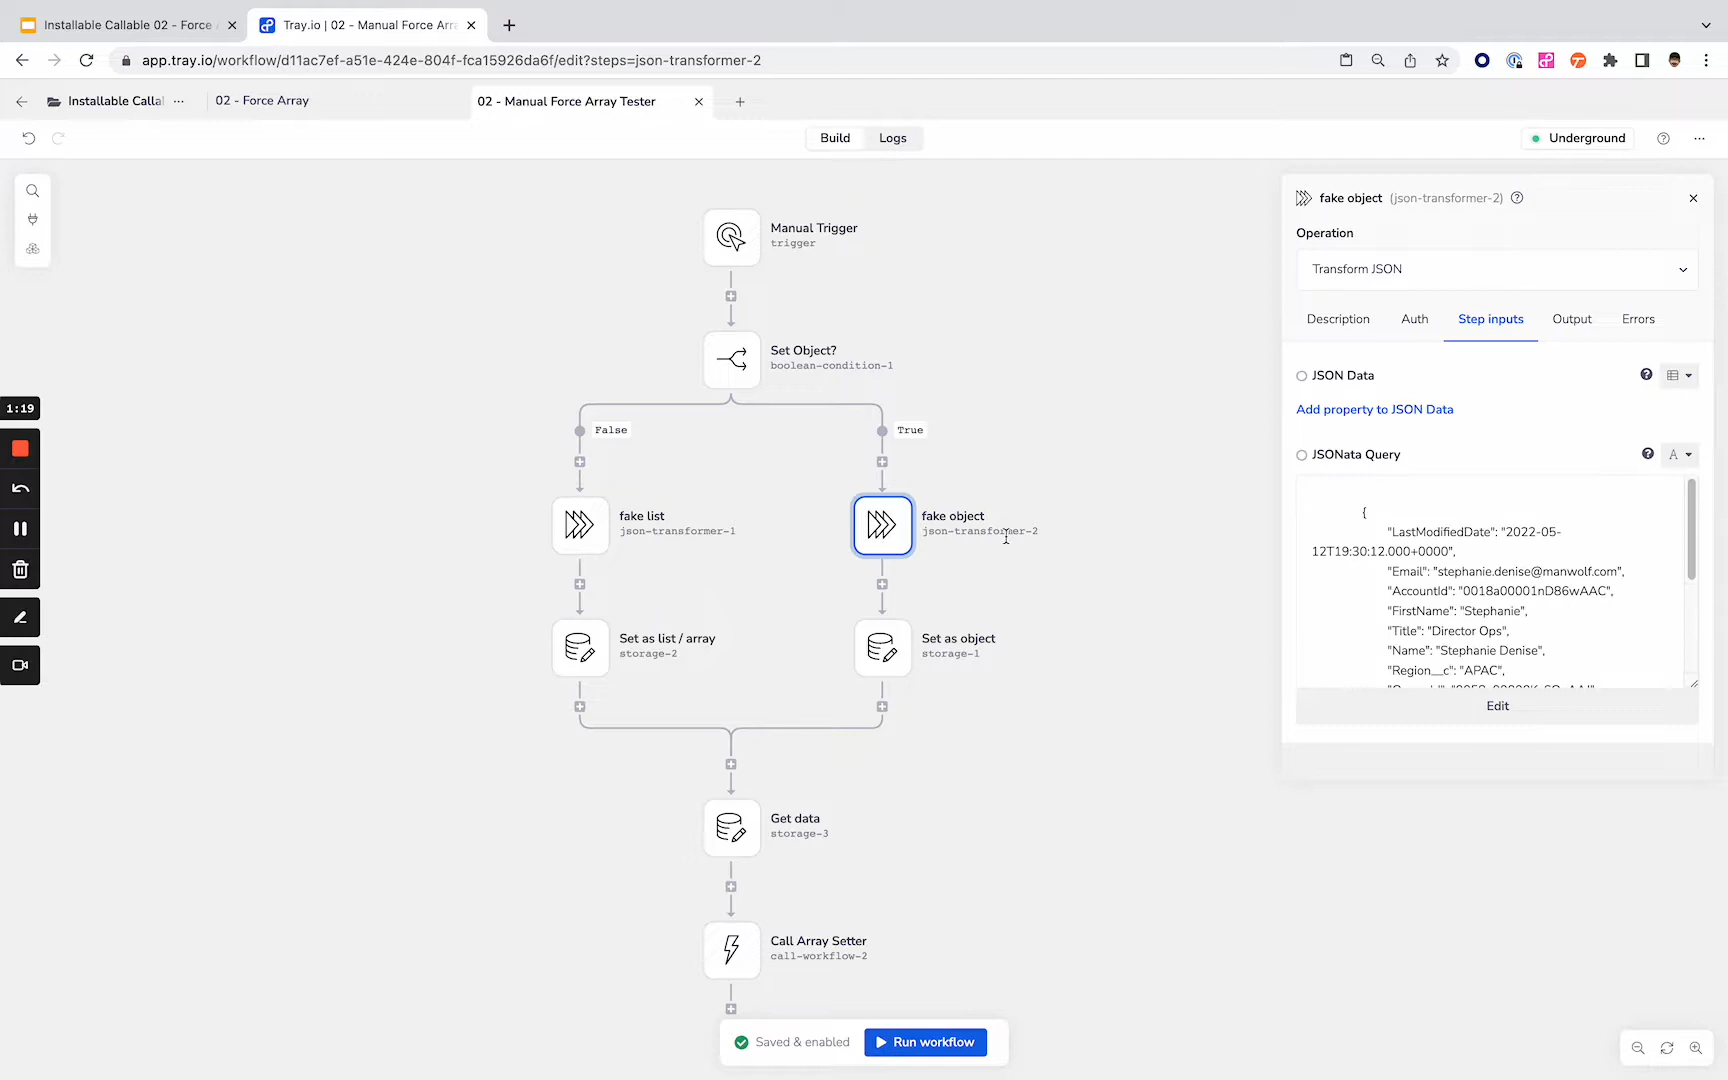 Installable Callable 02 - Force
Tray.io | 02 - Manual Force Arra
app.tray.io/workflow/d11ac7ef-a51e-424e-804f-fca15926da6f/edit?steps=json-transformer-2
Installable Callal
02 - Force Array
02 - Manual Force Array Tester
Build
Logs
Underground
Manual Trigger
trigger
Set Object?
boolean-condition-1
False
True
fake list
json-transformer-1
fake object
json-transformer-2
Set as list / array
storage-2
Set as object
storage-1
Get data
storage-3
Call Array Setter
call-workflow-2
Saved & enabled
Run workflow
1:19
fake object (json-transformer-2)
Operation
Transform JSON
Description
Auth
Step inputs
Output
Errors
JSON Data
Add property to JSON Data
JSONata Query
A
{
"LastModifiedDate": "2022-05-
12T19:30:12.000+0000",
"Email": "stephanie.denise@manwolf.com",
"AccountId": "0018a00001nD86wAAC",
"FirstName": "Stephanie",
"Title": "Director Ops",
"Name": "Stephanie Denise",
"Region__c": "APAC",
Edit